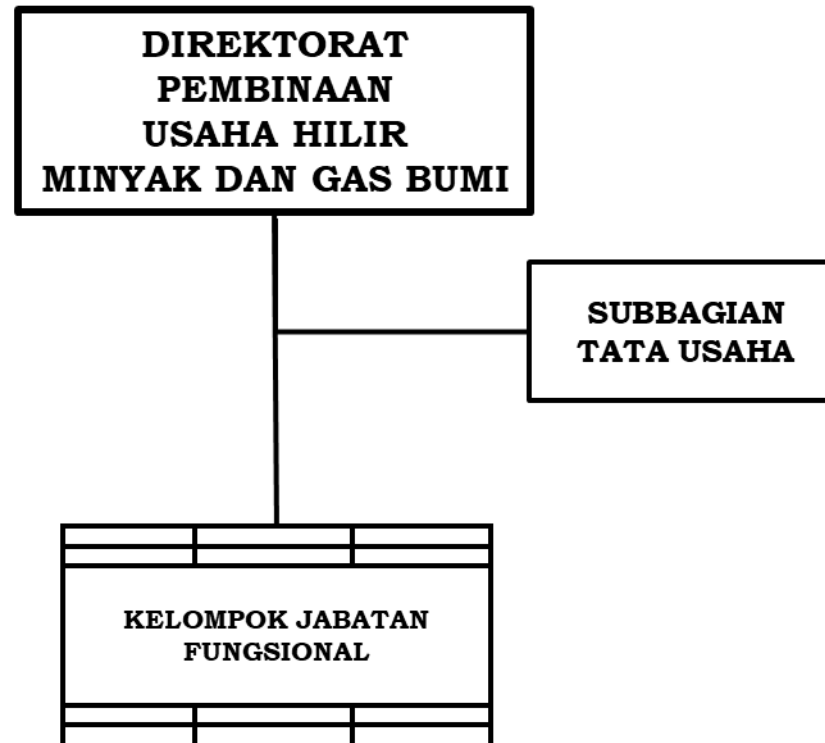 DIREKTORAT
PEMBINAAN
USAHA HILIR
MINYAK DAN GAS BUMI
SUBBAGIAN
TATA USAHA
KELOMPOK JABATAN
FUNGSIONAL